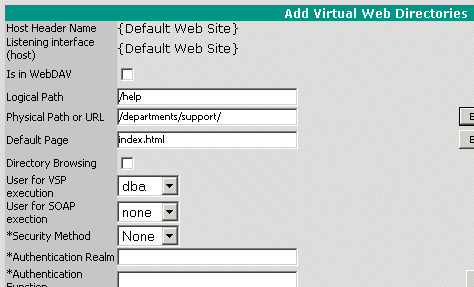 Add Virtual Web Directories
Host Header Name {Default Web Site}
Listening interface
(host) {Default Web Site}
Is in WebDAV
Logical Path /help
Physical Path or URL /departments/support/
Default Page index.html
Directory Browsing
User for VSP
execution dba
User for SOAP
exection none
*Security Method None
*Authentication Realm
*Authentication